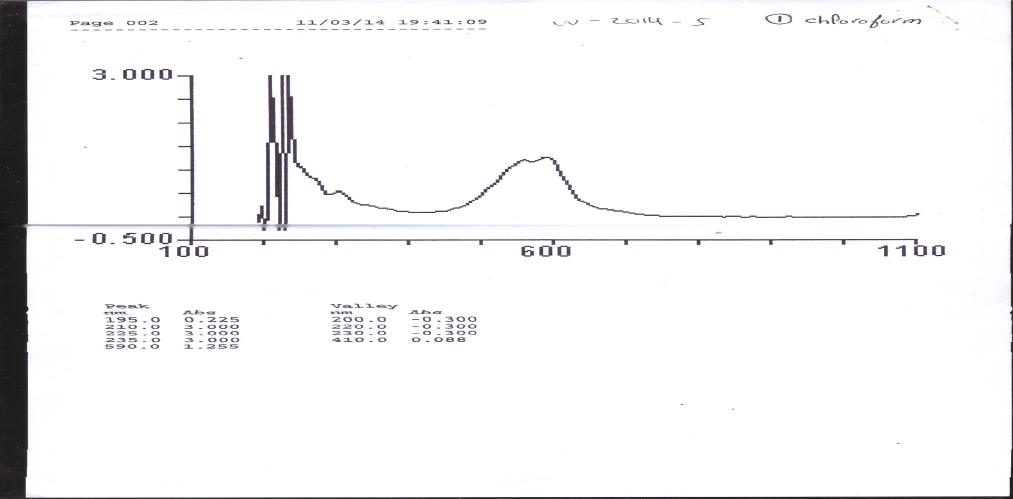 Page 002 11/03/14 19:41:09 UV-2014-5 ① chloroform
3.000
-0.500
100 600 1100
Peak Valley
nm Abs nm Abs
195.0 0.225 200.0 -0.300
210.0 3.000 220.0 -0.300
225.0 3.000 230.0 -0.300
235.0 3.000 410.0 0.088
590.0 1.255